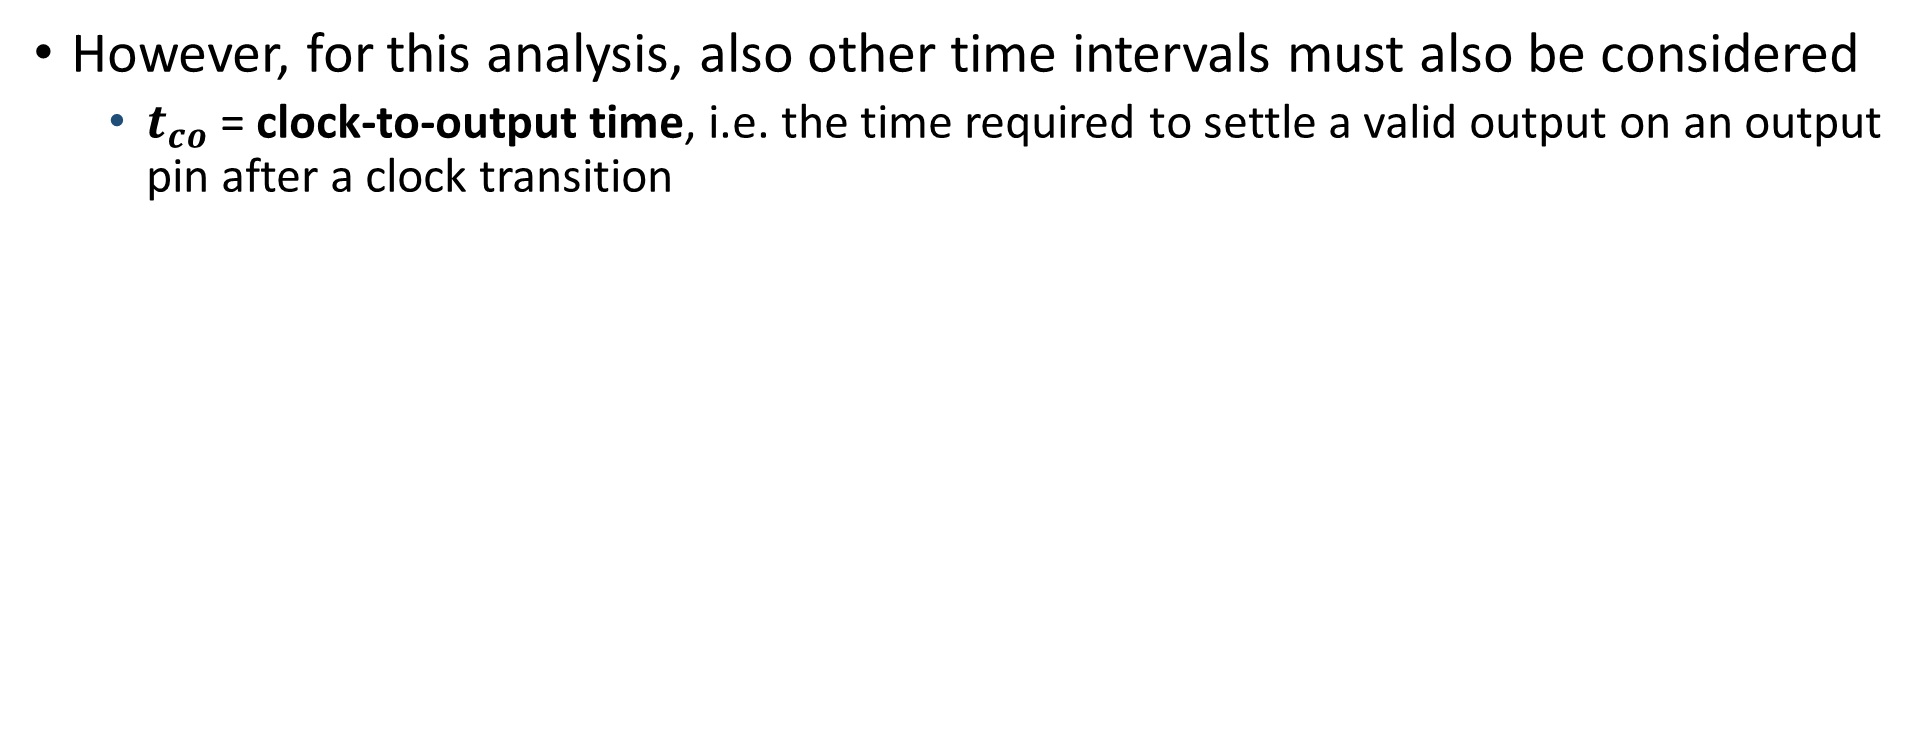 • However, for this analysis, also other time intervals must also be considered
• t_co = clock-to-output time, i.e. the time required to settle a valid output on an output
pin after a clock transition